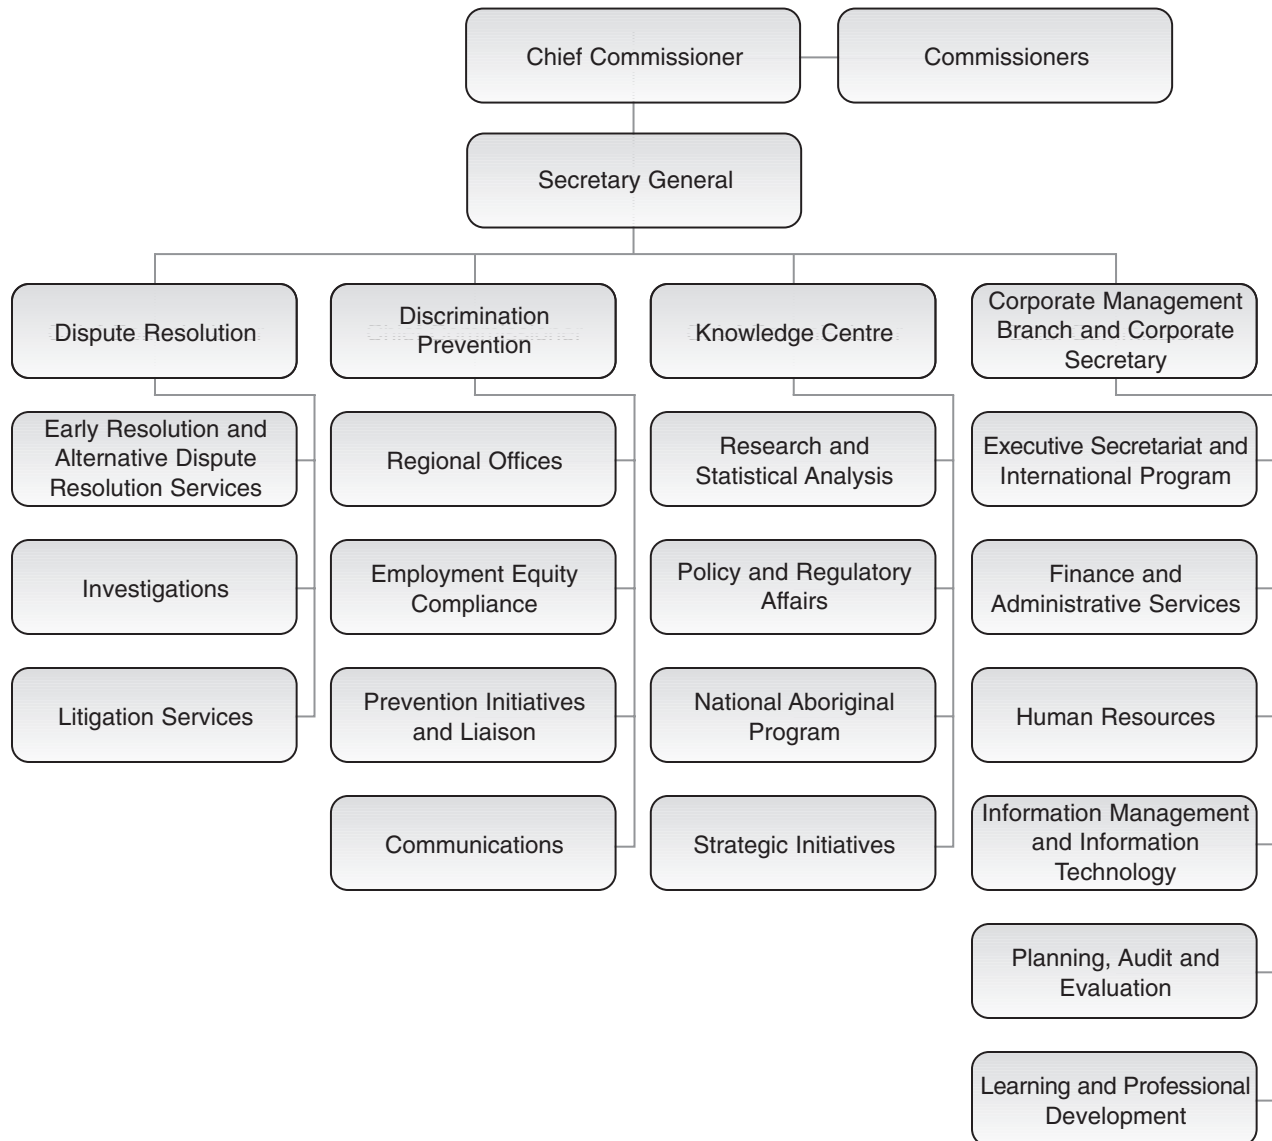 Chief Commissioner
Commissioners
Secretary General
Dispute Resolution
Discrimination
Prevention
Knowledge Centre
Corporate Management
Branch and Corporate
Secretary
Early Resolution and
Alternative Dispute
Resolution Services
Investigations
Litigation Services
Regional Offices
Employment Equity
Compliance
Prevention Initiatives
and Liaison
Communications
Research and
Statistical Analysis
Policy and Regulatory
Affairs
National Aboriginal
Program
Strategic Initiatives
Executive Secretariat and
International Program
Finance and
Administrative Services
Human Resources
Information Management
and Information
Technology
Planning, Audit and
Evaluation
Learning and Professional
Development